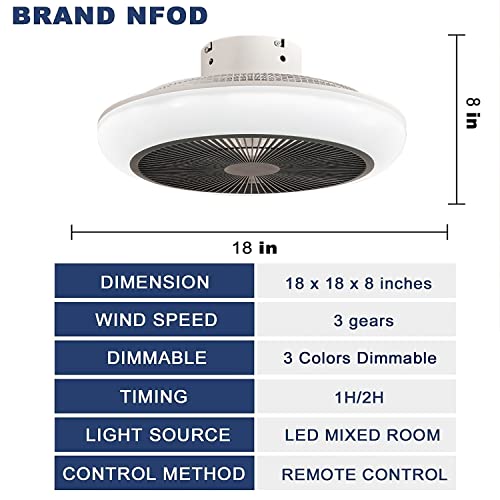 BRAND NFOD
8 in
18 in
DIMENSION 18 x 18 x 8 inches
WIND SPEED 3 gears
DIMMABLE 3 Colors Dimmable
TIMING 1H/2H
LIGHT SOURCE LED MIXED ROOM
CONTROL METHOD REMOTE CONTROL